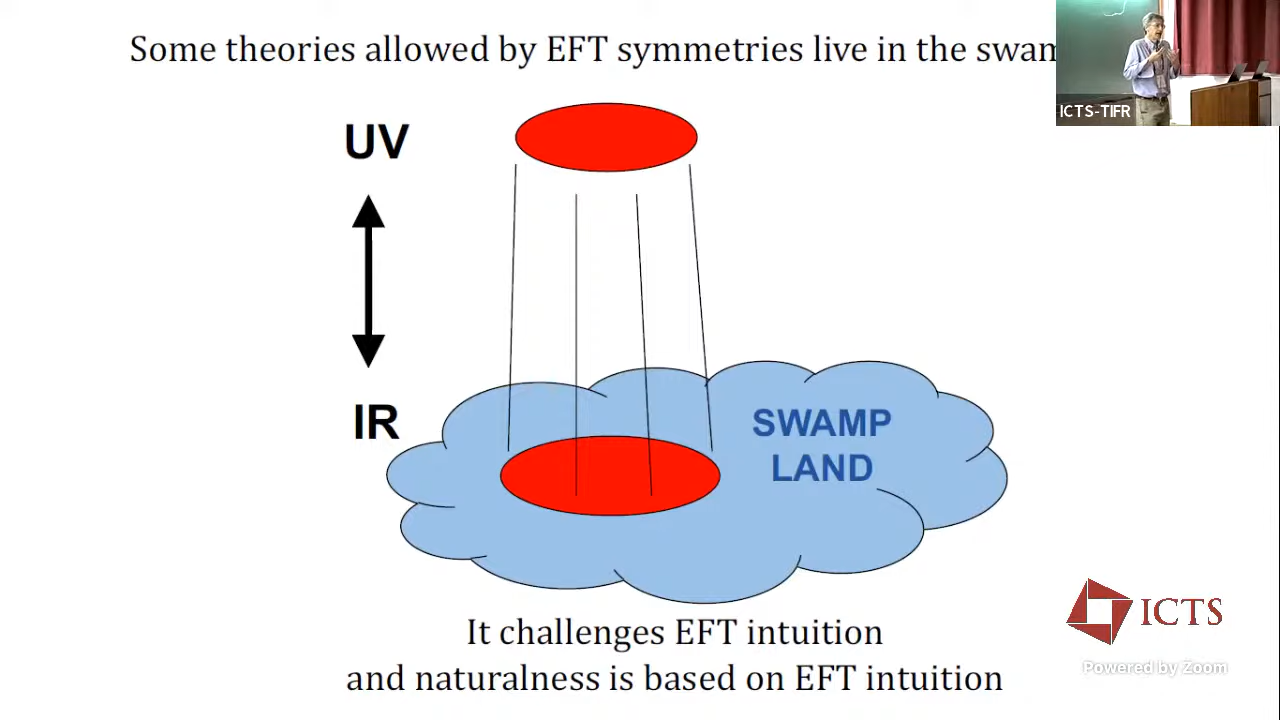 Some theories allowed by EFT symmetries live in the
ICTS-TIFR
UV
IR
SWAMP
LAND
It challenges EFT intuition
and naturalness is based on EFT intuition
ICTS
Powered by Zoom